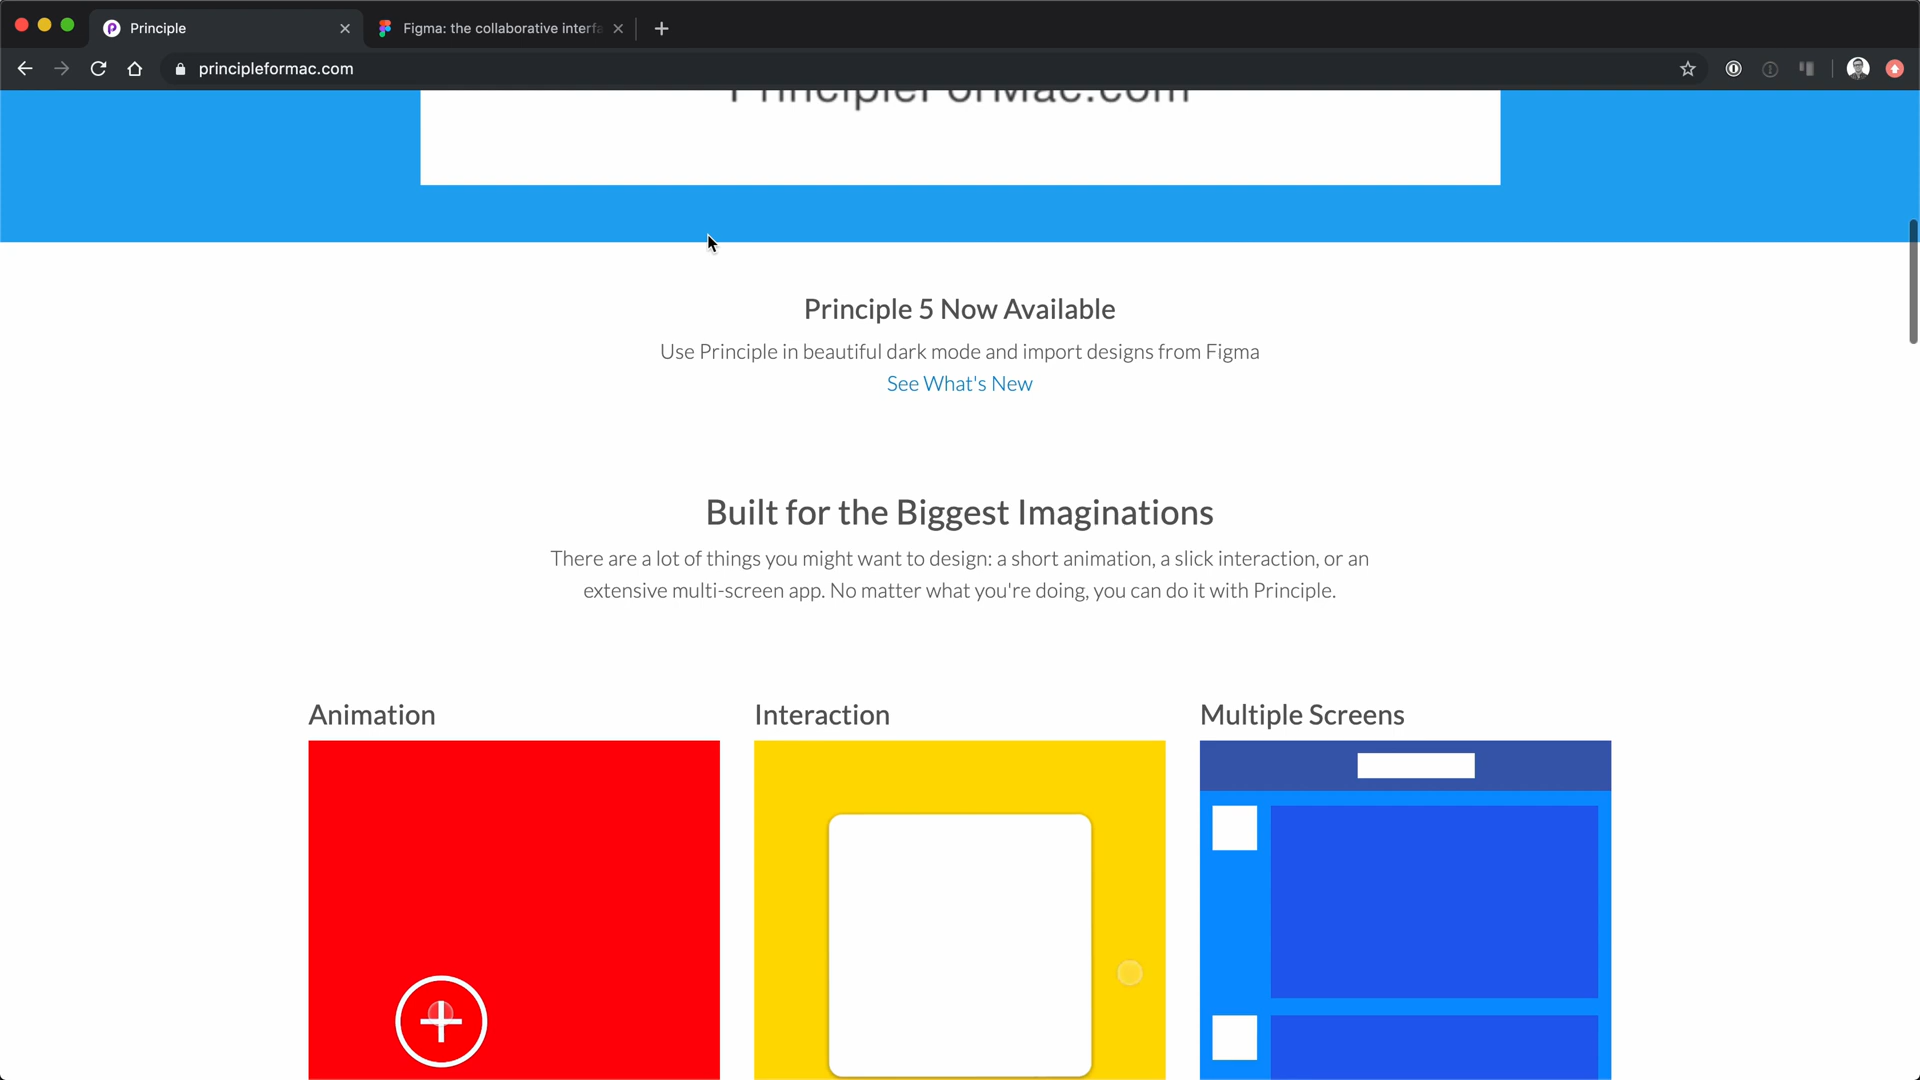 Principle
Figma: the collaborative interfa
principleformac.com
PrincipleForMac.com
Principle 5 Now Available
Use Principle in beautiful dark mode and import designs from Figma
See What's New
Built for the Biggest Imaginations
There are a lot of things you might want to design: a short animation, a slick interaction, or an
extensive multi-screen app. No matter what you're doing, you can do it with Principle.
Animation
Interaction
Multiple Screens